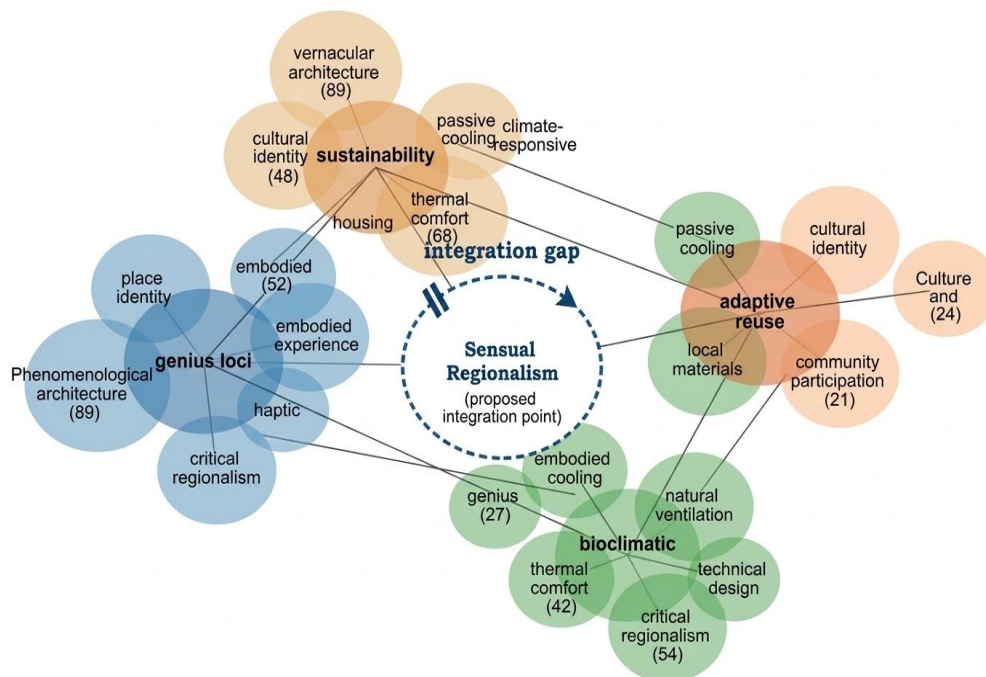 vernacular
architecture
(89)
passive
cooling
climate-
responsive
cultural
identity
(48)
sustainability
housing
thermal
comfort
(68)
integration gap
place
identity
embodied
(52)
embodied
experience
genius loci
Phenomenological
architecture
(89)
haptic
critical
regionalism
Sensual
Regionalism
(proposed
integration point)
passive
cooling
cultural
identity
adaptive
reuse
Culture
and
(24)
local
materials
community
participation
(21)
embodied
cooling
genius
(27)
natural
ventilation
bioclimatic
thermal
comfort
(42)
technical
design
critical
regionalism
(54)